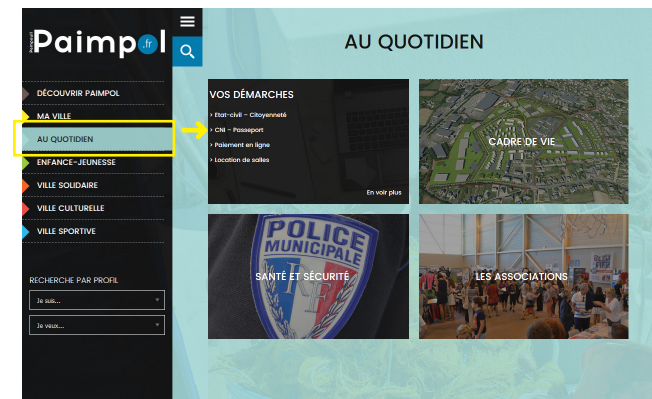 Paimpol
.fr
DÉCOUVRIR PAIMPOL
MA VILLE
AU QUOTIDIEN
ENFANCE-JEUNESSE
VILLE SOLIDAIRE
VILLE CULTURELLE
VILLE SPORTIVE
RECHERCHE PAR PROFIL
Je suis...
Je veux...
AU QUOTIDIEN
VOS DÉMARCHES
> Etat-civil – Citoyenneté
> CNI – Passeport
> Paiement en ligne
> Location de salles
En voir plus
CADRE DE VIE
POLICE
MUNICIPALE
RF
SANTÉ ET SÉCURITÉ
LES ASSOCIATIONS